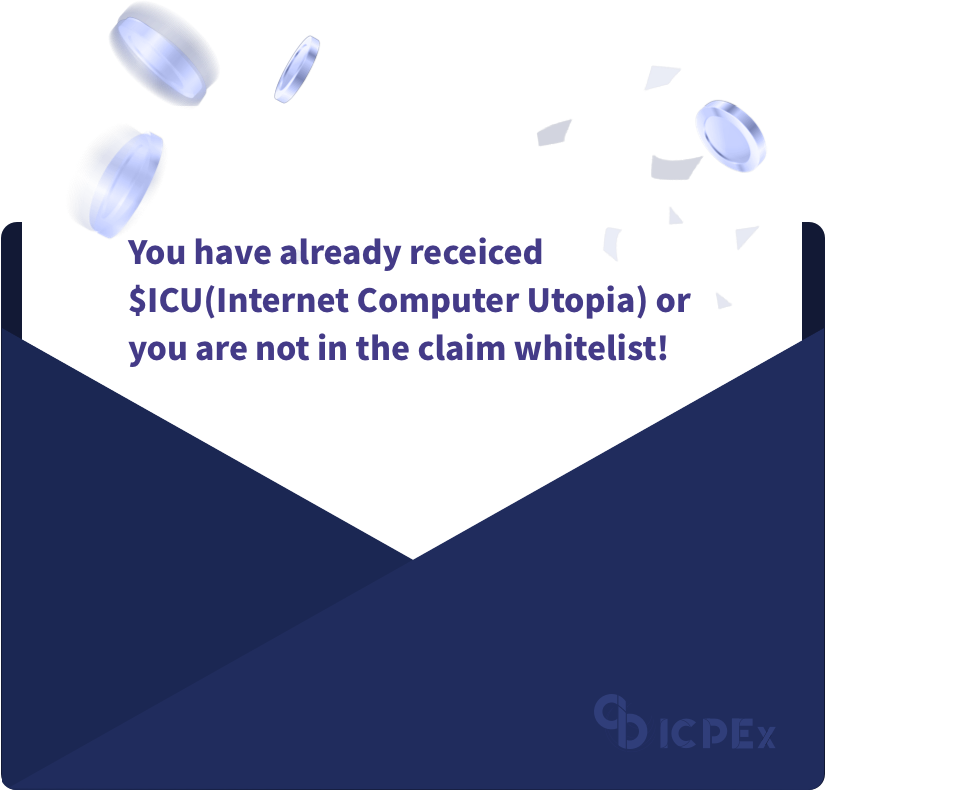 You have already receiced
$ICU(Internet Computer Utopia) or
you are not in the claim whitelist!
ICPEx